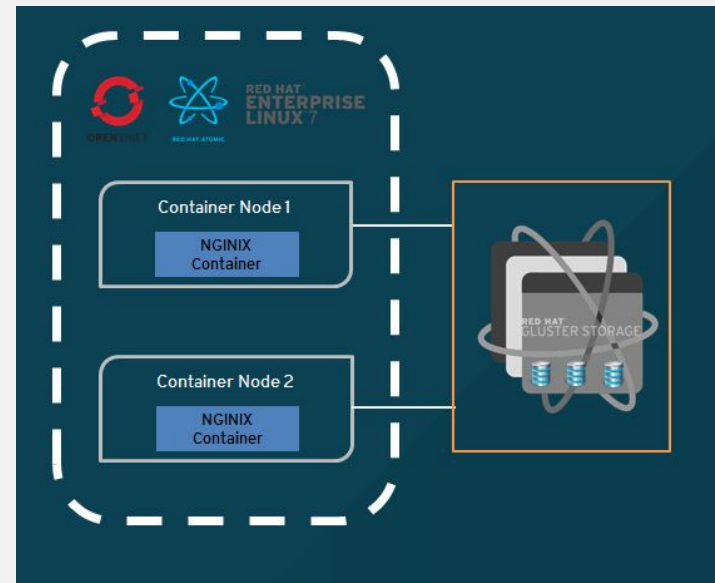 OPENSHIFT
RED HAT ATOMIC
RED HAT
ENTERPRISE
LINUX 7
Container Node 1
NGINIX
Container
RED HAT
GLUSTER STORAGE
Container Node 2
NGINIX
Container